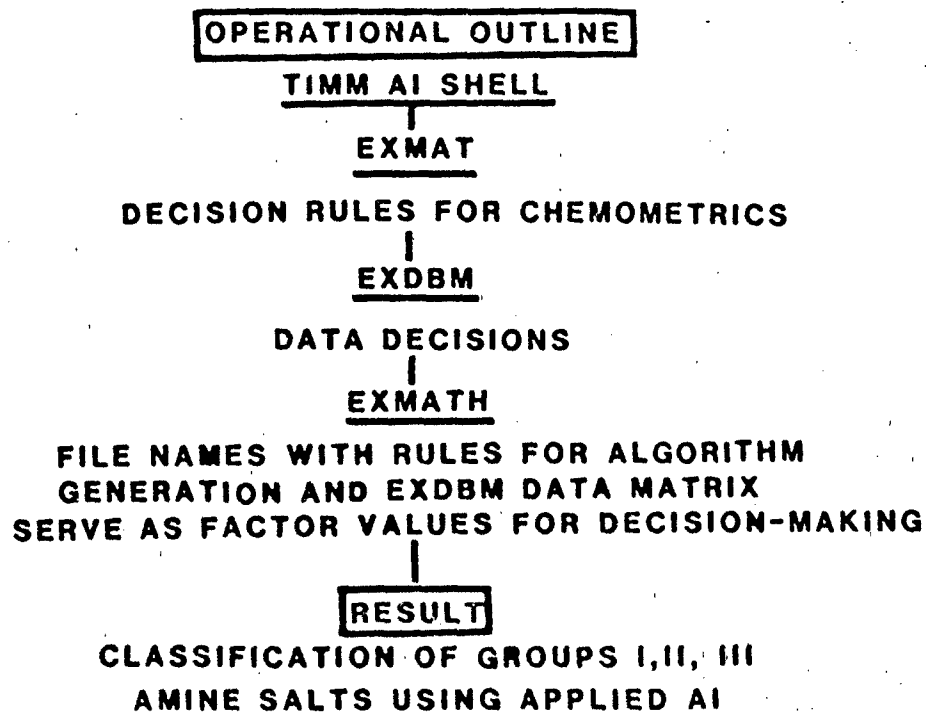 OPERATIONAL OUTLINE
TIMM AI SHELL
EXMAT
DECISION RULES FOR CHEMOMETRICS
EXDBM
DATA DECISIONS
EXMATH
FILE NAMES WITH RULES FOR ALGORITHM
GENERATION AND EXDBM DATA MATRIX
SERVE AS FACTOR VALUES FOR DECISION-MAKING
RESULT
CLASSIFICATION OF GROUPS I,II, III
AMINE SALTS USING APPLIED AI